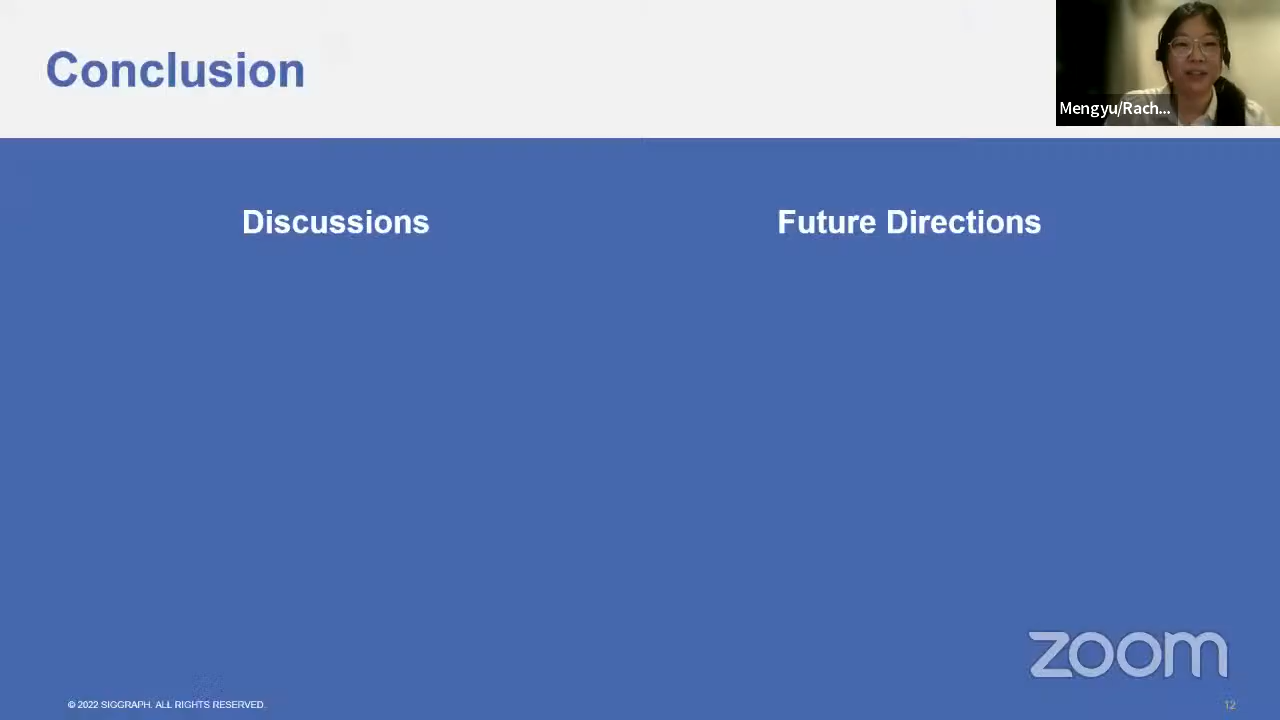 Conclusion
Mengyu/Rach...
Discussions
Future Directions
zoom
© 2022 SIGGRAPH. ALL RIGHTS RESERVED.
12